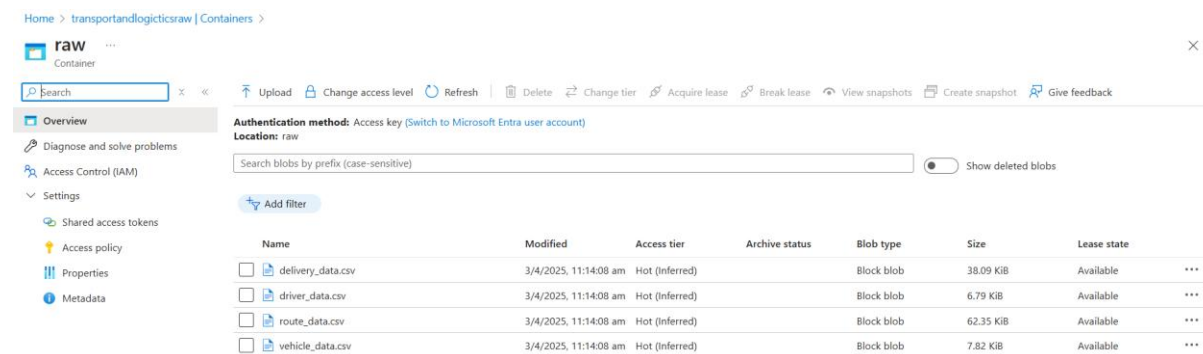 Home > transportandlogicticsraw | Containers >
raw ...
Container
Search
Upload Change access level Refresh Delete Change tier Acquire lease Break lease View snapshots Create snapshot Give feedback
Overview
Diagnose and solve problems
Access Control (IAM)
Settings
Shared access tokens
Access policy
Properties
Metadata
Authentication method: Access key (Switch to Microsoft Entra user account)
Location: raw
Search blobs by prefix (case-sensitive)
Show deleted blobs
Add filter
Name Modified Access tier Archive status Blob type Size Lease state
delivery_data.csv 3/4/2025, 11:14:08 am Hot (Inferred) Block blob 38.09 KiB Available ...
driver_data.csv 3/4/2025, 11:14:08 am Hot (Inferred) Block blob 6.79 KiB Available ...
route_data.csv 3/4/2025, 11:14:08 am Hot (Inferred) Block blob 62.35 KiB Available ...
vehicle_data.csv 3/4/2025, 11:14:08 am Hot (Inferred) Block blob 7.82 KiB Available ...